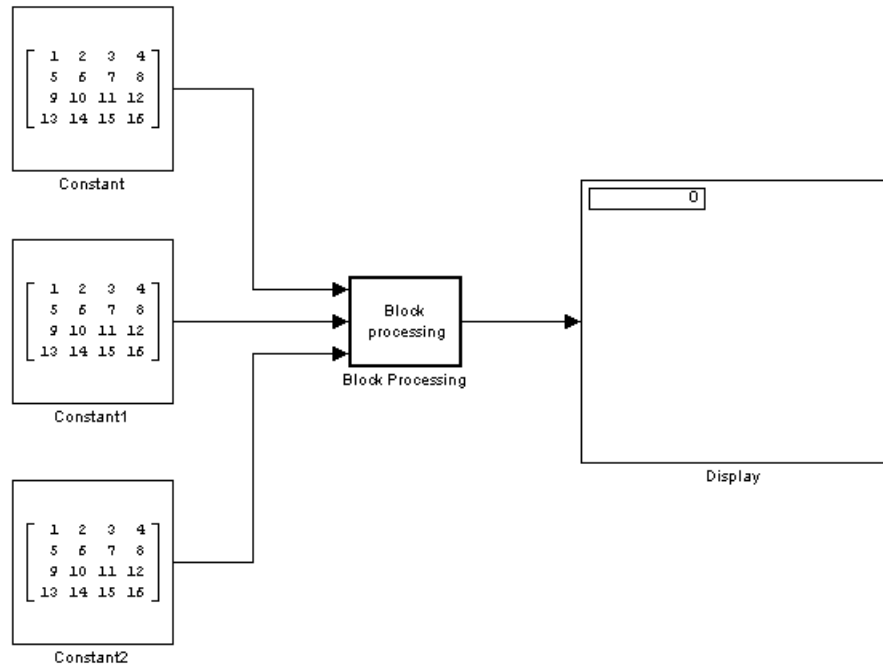 1 2 3 4
5 6 7 8
9 10 11 12
13 14 15 16
Constant
1 2 3 4
5 6 7 8
9 10 11 12
13 14 15 16
Constant1
1 2 3 4
5 6 7 8
9 10 11 12
13 14 15 16
Constant2
Block
processing
Block Processing
0
Display